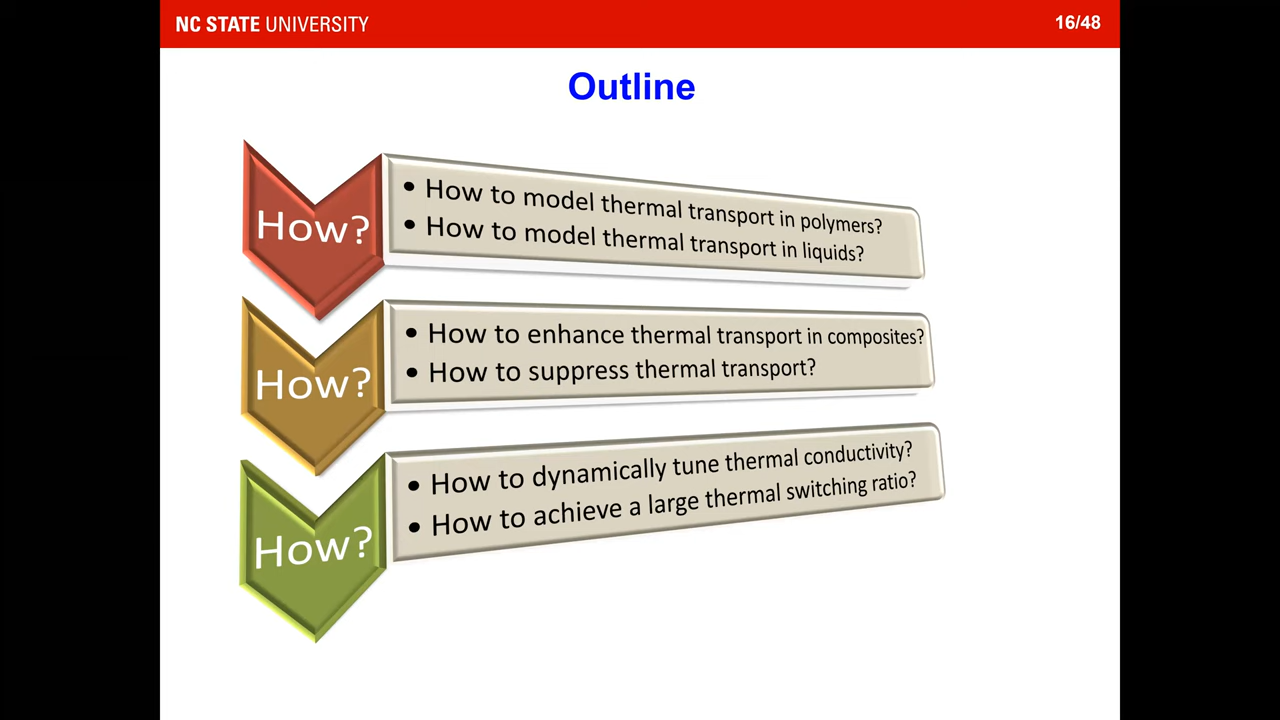 NC STATE UNIVERSITY
16/48
Outline
How?
• How to model thermal transport in polymers?
• How to model thermal transport in liquids?
How?
• How to enhance thermal transport in composites?
• How to suppress thermal transport?
How?
• How to dynamically tune thermal conductivity?
• How to achieve a large thermal switching ratio?